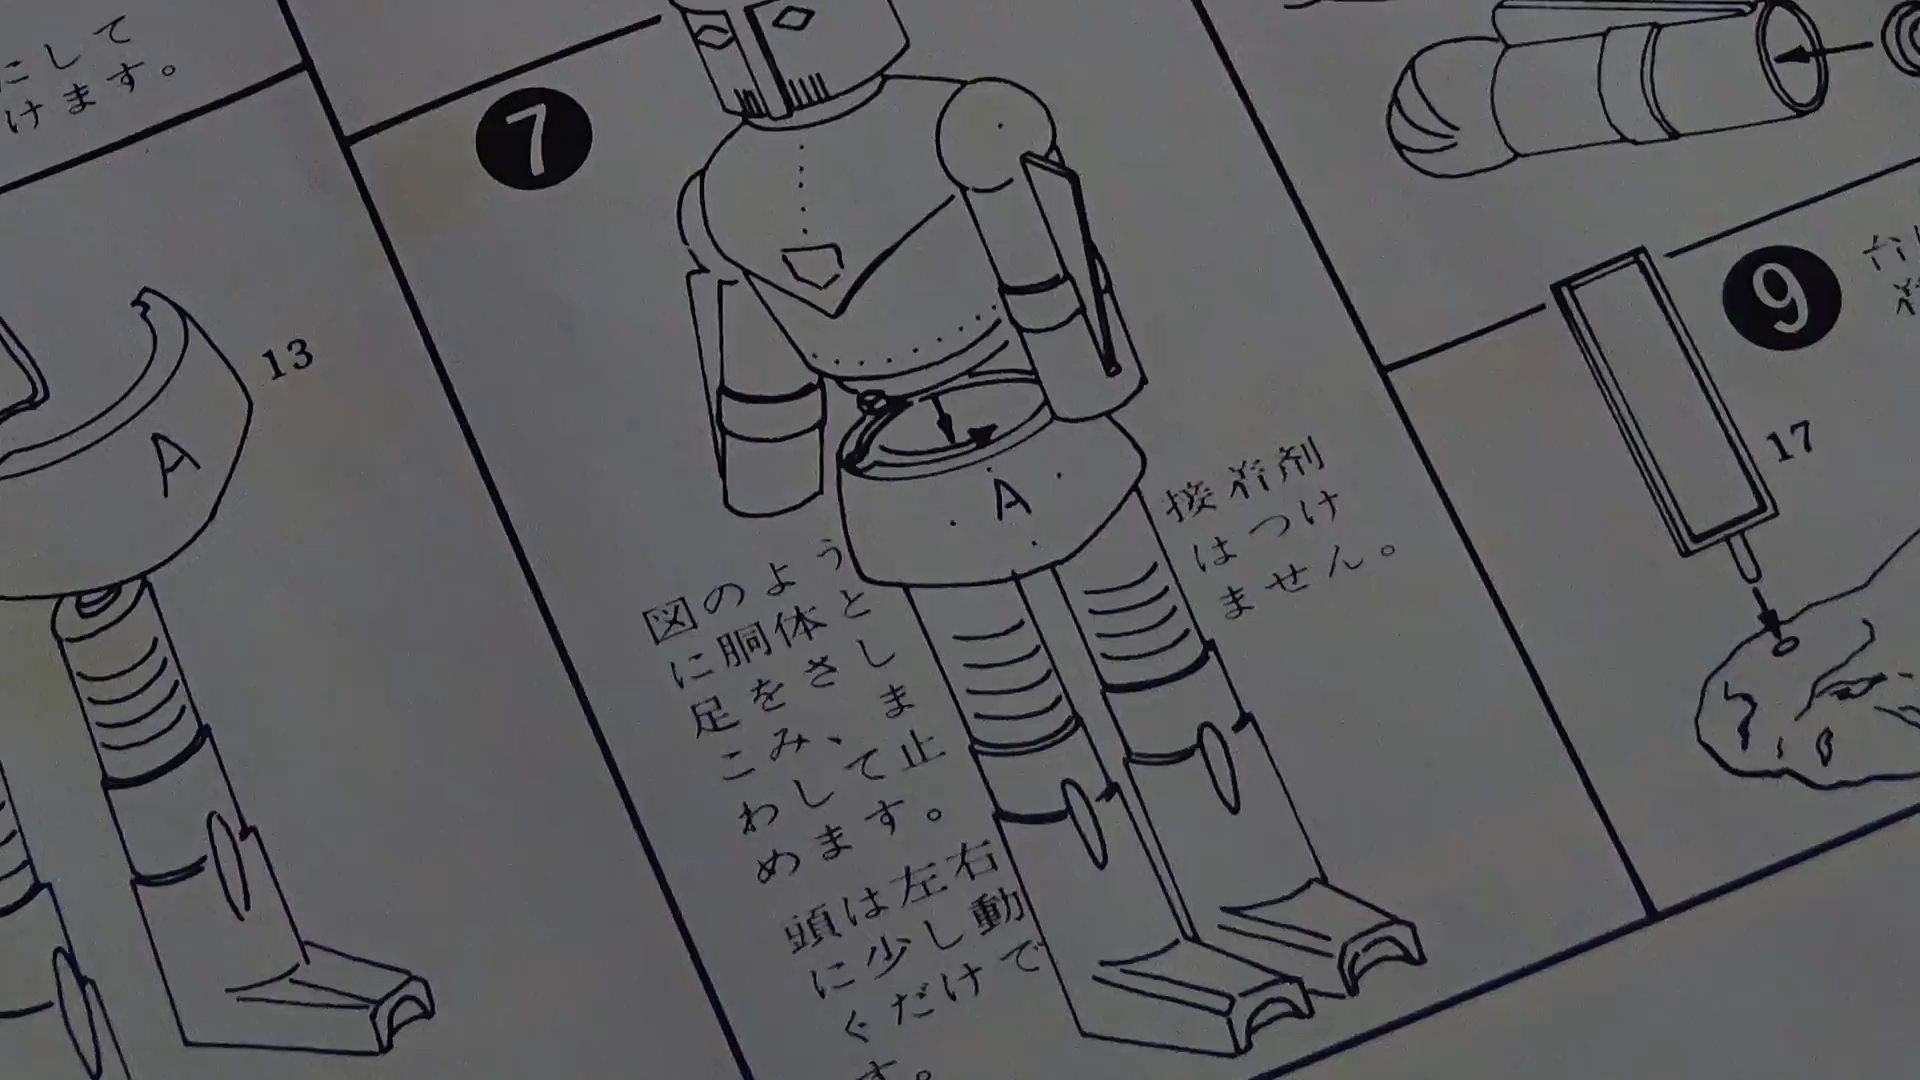 にして
けます。
13
A
7
A
接着剤
はつけ
ません。
図のよう
に胴体と
足をさし
こみ、ま
わして止
めます。
頭は左右
に少し動
くだけで
す。
9
17